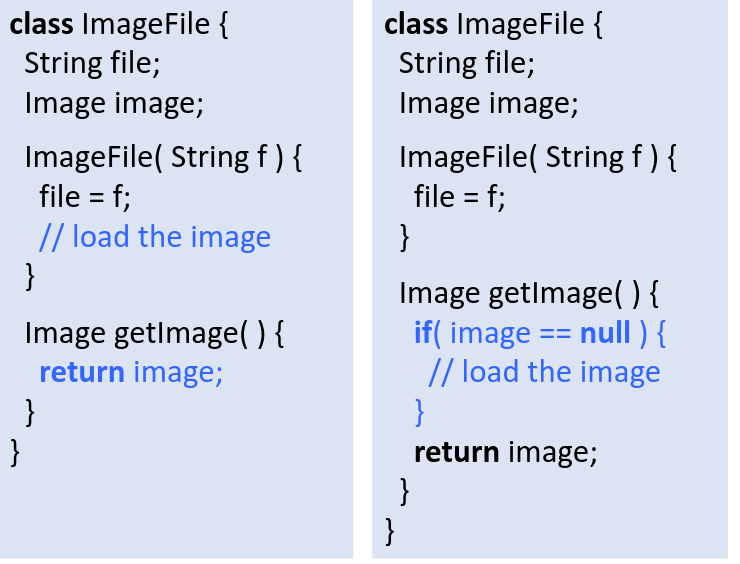 class ImageFile {
String file;
Image image;
ImageFile( String f ) {
file = f;
// load the image
}
Image getImage( ) {
return image;
}
}
class ImageFile {
String file;
Image image;
ImageFile( String f ) {
file = f;
}
Image getImage( ) {
if( image == null ) {
// load the image
}
return image;
}
}